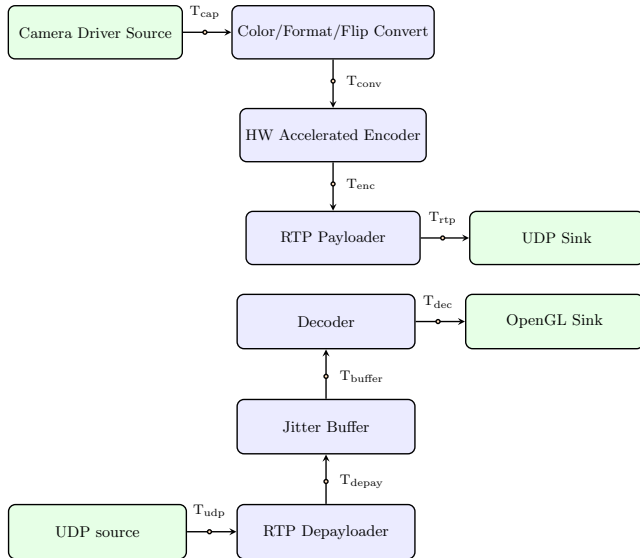 Camera Driver Source
T_cap
Color/Format/Flip Convert
T_conv
HW Accelerated Encoder
T_enc
RTP Payloader
T_rtp
UDP Sink
Decoder
T_dec
OpenGL Sink
T_buffer
Jitter Buffer
T_depay
UDP source
T_udp
RTP Depayloader